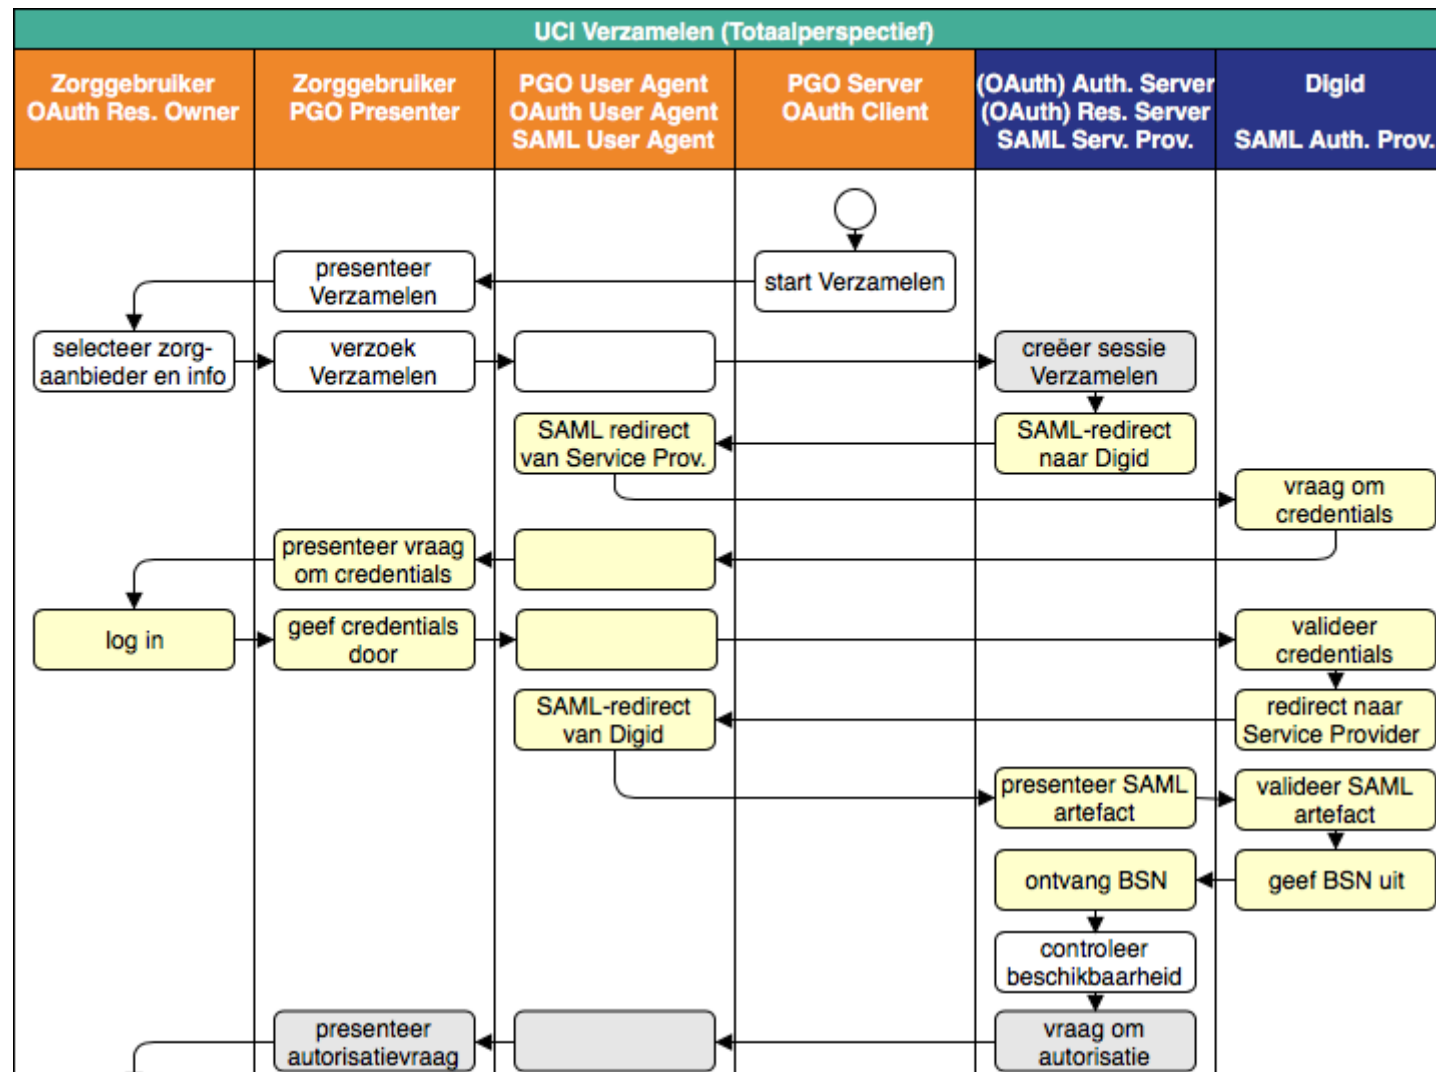 UCI Verzamelen (Totaalperspectief)
Zorggebruiker
OAuth Res. Owner
Zorggebruiker
PGO Presenter
PGO User Agent
OAuth User Agent
SAML User Agent
PGO Server
OAuth Client
(OAuth) Auth. Server
(OAuth) Res. Server
SAML Serv. Prov.
Digid
SAML Auth. Prov.
presenteer
Verzamelen
start Verzamelen
selecteer zorg-
aanbieder en info
verzoek
Verzamelen
creëer sessie
Verzamelen
SAML redirect
van Service Prov.
SAML-redirect
naar Digid
vraag om
credentials
presenteer vraag
om credentials
log in
geef credentials
door
valideer
credentials
SAML-redirect
van Digid
redirect naar
Service Provider
presenteer SAML
artefact
valideer SAML
artefact
ontvang BSN
geef BSN uit
controleer
beschikbaarheid
presenteer
autorisatievraag
vraag om
autorisatie